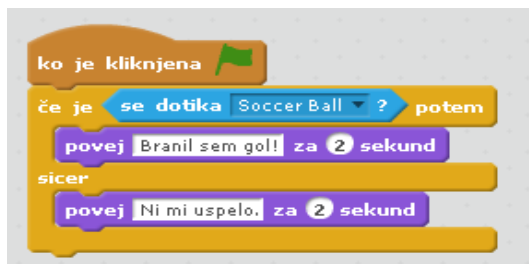 ko je kliknjena
če je se dotika Soccer Ball ? potem
povej Branil sem gol! za 2 sekund
sicer
povej Ni mi uspelo. za 2 sekund